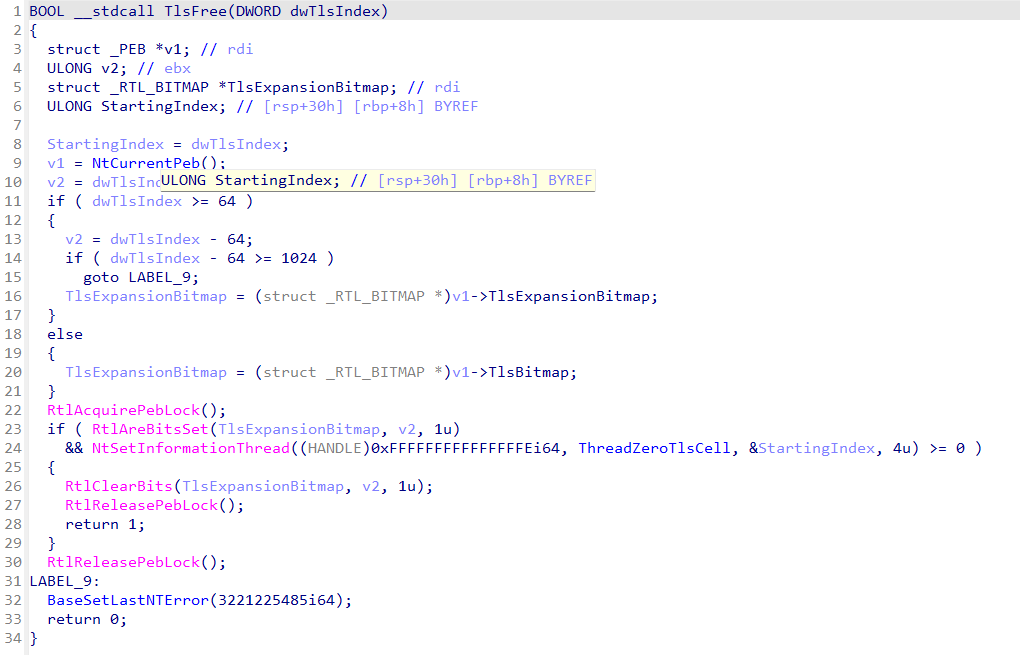 1 BOOL __stdcall TlsFree(DWORD dwTlsIndex)
2 {
3   struct _PEB *v1; // rdi
4   ULONG v2; // ebx
5   struct _RTL_BITMAP *TlsExpansionBitmap; // rdi
6   ULONG StartingIndex; // [rsp+30h] [rbp+8h] BYREF
7
8   StartingIndex = dwTlsIndex;
9   v1 = NtCurrentPeb();
10   v2 = dwTlsInd
ULONG StartingIndex; // [rsp+30h] [rbp+8h] BYREF
11   if ( dwTlsIndex >= 64 )
12   {
13     v2 = dwTlsIndex - 64;
14     if ( dwTlsIndex - 64 >= 1024 )
15       goto LABEL_9;
16     TlsExpansionBitmap = (struct _RTL_BITMAP *)v1->TlsExpansionBitmap;
17   }
18   else
19   {
20     TlsExpansionBitmap = (struct _RTL_BITMAP *)v1->TlsBitmap;
21   }
22   RtlAcquirePebLock();
23   if ( RtlAreBitsSet(TlsExpansionBitmap, v2, 1u)
24     && NtSetInformationThread((HANDLE)0xFFFFFFFFFFFFFFFEi64, ThreadZeroTlsCell, &StartingIndex, 4u) >= 0 )
25   {
26     RtlClearBits(TlsExpansionBitmap, v2, 1u);
27     RtlReleasePebLock();
28     return 1;
29   }
30   RtlReleasePebLock();
31 LABEL_9:
32   BaseSetLastNTError(3221225485i64);
33   return 0;
34 }